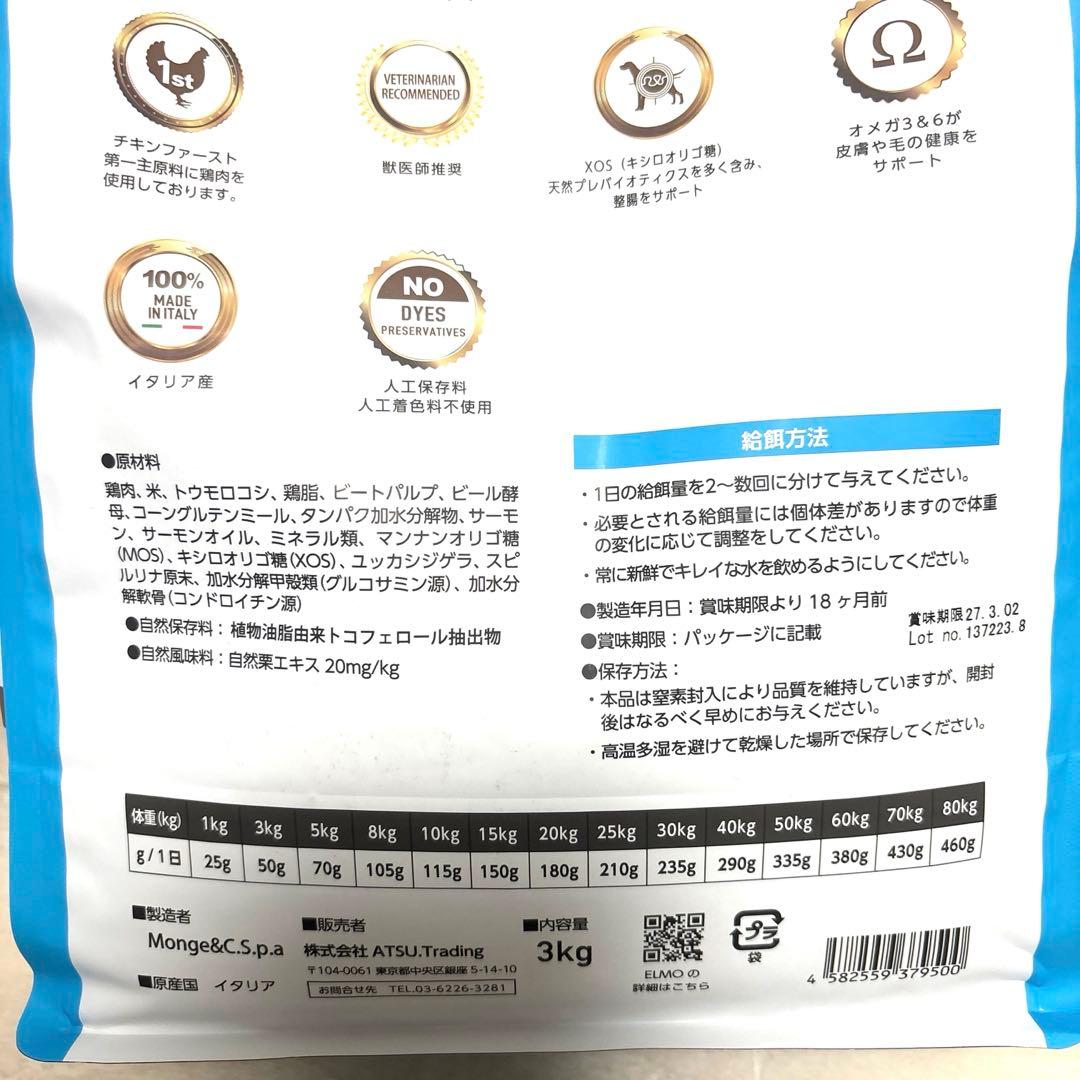 1st
チキンファースト
第一主原料に鶏肉を
使用しております。
VETERINARIAN
RECOMMENDED
獣医師推奨
XOS（キシロオリゴ糖）
天然プレバイオティクスを多く含み、
整腸をサポート
Ω
オメガ3＆6が
皮膚や毛の健康を
サポート
100%
MADE
IN ITALY
イタリア産
NO
DYES
PRESERVATIVES
人工保存料
人工着色料不使用
●原材料
鶏肉、米、トウモロコシ、鶏脂、ビートパルプ、ビール酵
母、コーングルテンミール、タンパク加水分解物、サーモ
ン、サーモンオイル、ミネラル類、マンナンオリゴ糖
(MOS)、キシロオリゴ糖(XOS)、ユッカシジゲラ、スピ
ルリナ原末、加水分解甲殻類(グルコサミン源)、加水分
解軟骨(コンドロイチン源)
●自然保存料：植物油脂由来トコフェロール抽出物
●自然風味料：自然栗エキス 20mg/kg
給餌方法
・1日の給餌量を2〜数回に分けて与えてください。
・必要とされる給餌量には個体差がありますので体重
の変化に応じて調整をしてください。
・常に新鮮でキレイな水を飲めるようにしてください。
●製造年月日：賞味期限より 18 ヶ月前
●賞味期限：パッケージに記載
賞味期限27.3.02
Lot no.137223.8
●保存方法：
・本品は窒素封入により品質を維持していますが、開封
後はなるべく早めにお与えください。
・高温多湿を避けて乾燥した場所で保存してください。
体重(kg) 1kg 3kg 5kg 8kg 10kg 15kg 20kg 25kg 30kg 40kg 50kg 60kg 70kg 80kg
g/1日 25g 50g 70g 105g 115g 150g 180g 210g 235g 290g 335g 380g 430g 460g
■製造者
Monge&C.S.p.a
■原産国 イタリア
■販売者
株式会社 ATSU.Trading
〒104-0061 東京都中央区銀座 5-14-10
お問合せ先 TEL.03-6226-3281
■内容量
3kg
ELMO の
詳細はこちら
プラ
袋
4 582559 379500